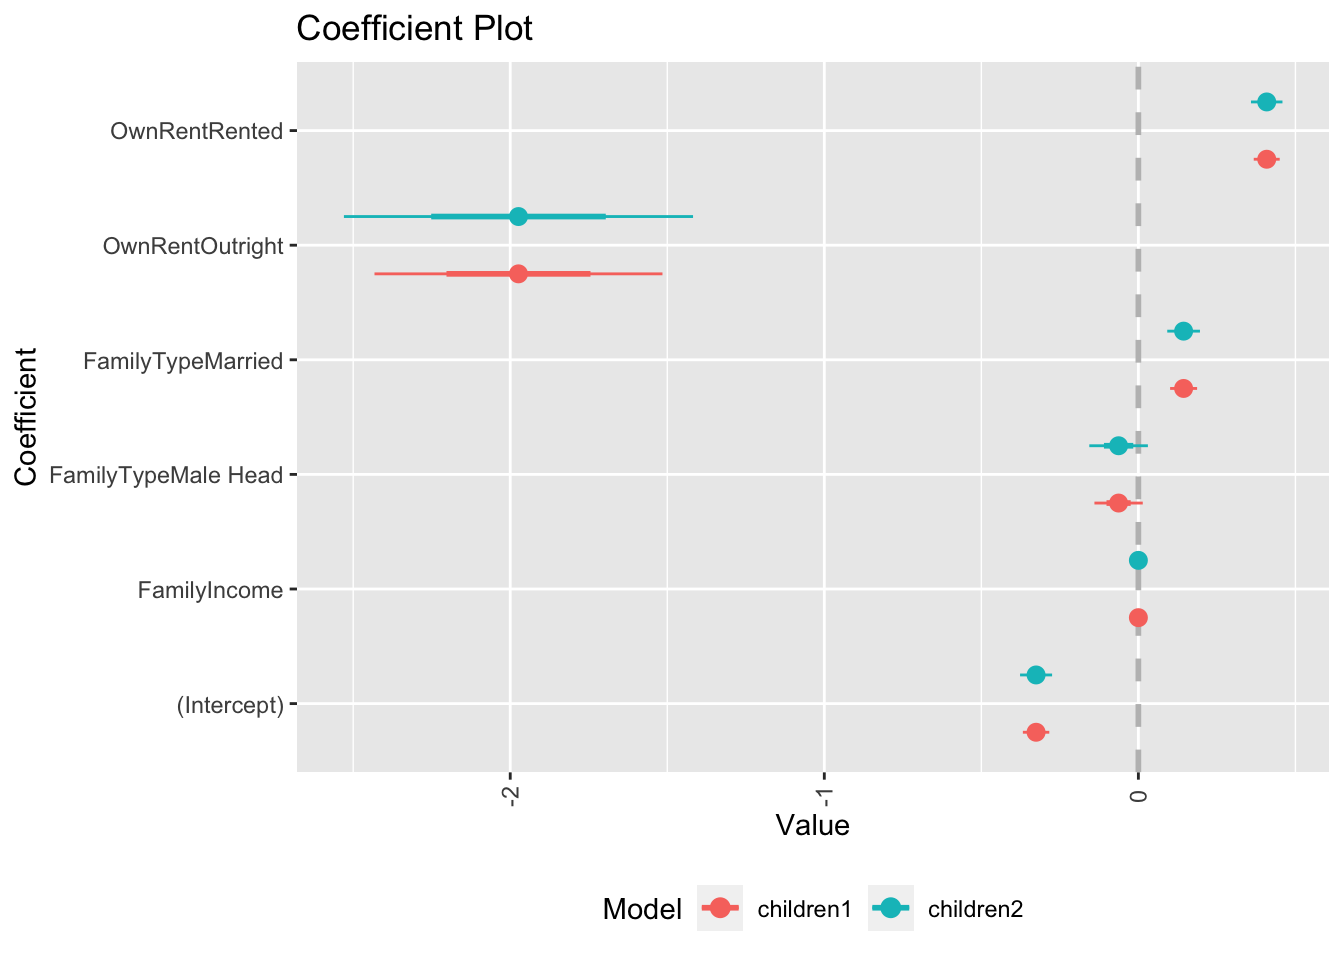 Coefficient Plot
Coefficient
OwnRentRented
OwnRentOutright
FamilyTypeMarried
FamilyTypeMale Head
FamilyIncome
(Intercept)
-2
-1
0
Value
Model
children1
children2